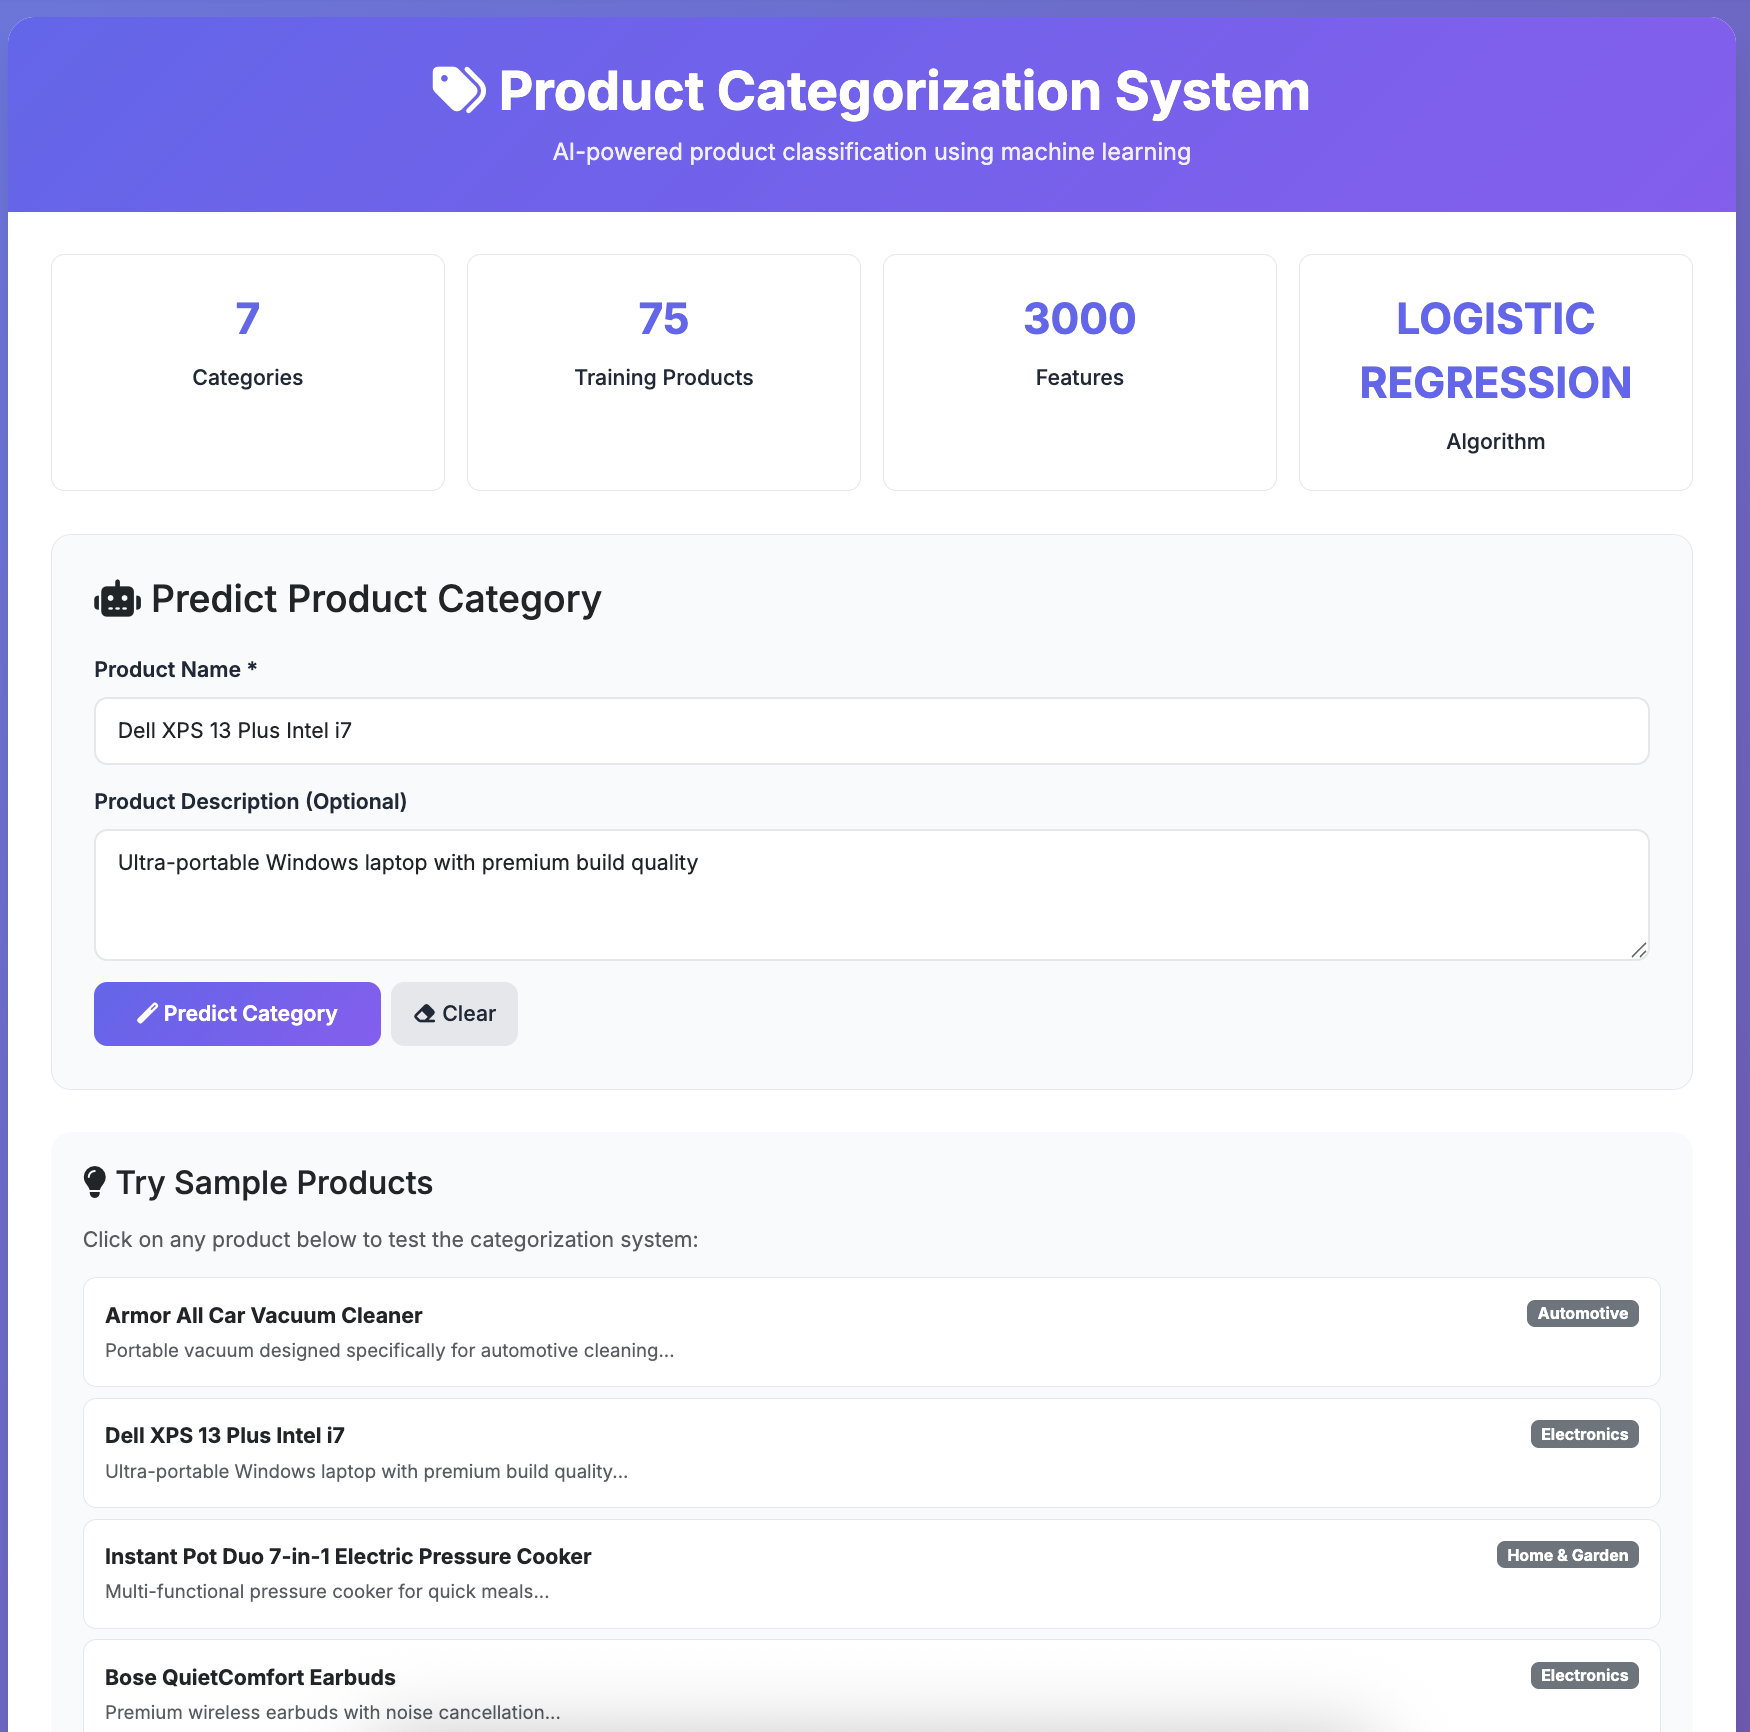 Product Categorization System
AI-powered product classification using machine learning
7
Categories
75
Training Products
3000
Features
LOGISTIC
REGRESSION
Algorithm
Predict Product Category
Product Name *
Dell XPS 13 Plus Intel i7
Product Description (Optional)
Ultra-portable Windows laptop with premium build quality
Predict Category
Clear
Try Sample Products
Click on any product below to test the categorization system:
Armor All Car Vacuum Cleaner
Automotive
Portable vacuum designed specifically for automotive cleaning...
Dell XPS 13 Plus Intel i7
Electronics
Ultra-portable Windows laptop with premium build quality...
Instant Pot Duo 7-in-1 Electric Pressure Cooker
Home & Garden
Multi-functional pressure cooker for quick meals...
Bose QuietComfort Earbuds
Electronics
Premium wireless earbuds with noise cancellation...